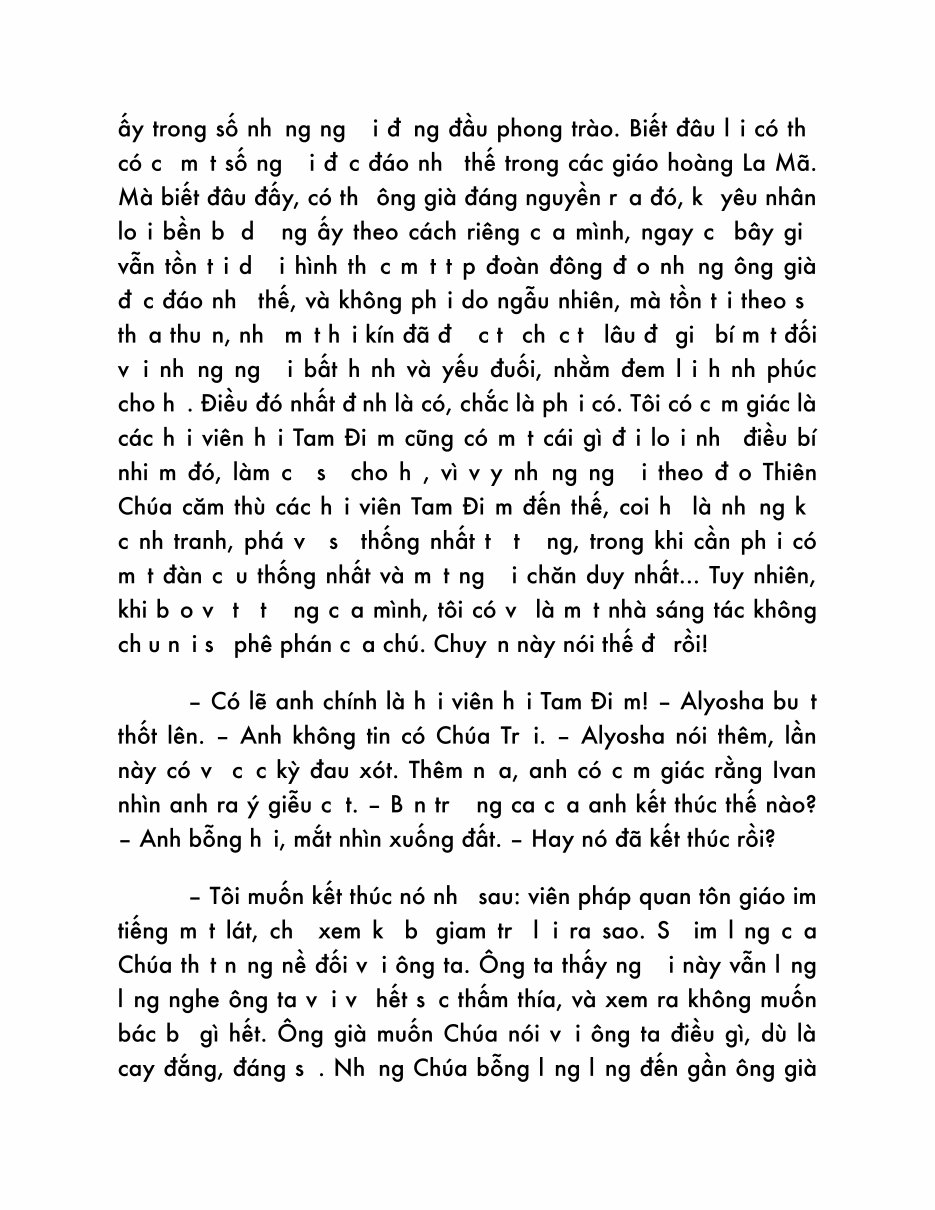 ấy trong số nh ng ng  i đ ng đầu phong trào. Biết đâu l i có th
có c  m t số ng  i đ c đáo nh  thế trong các giáo hoàng La Mã.
Mà biết đâu đấy, có th  ông già đáng nguyền r a đó, k  yêu nhân
lo i bền b  d  ng ấy theo cách riêng c a mình, ngay c  bây gi
vẫn tồn t i d  i hình th c m t t p đoàn đông đ o nh ng ông già
đ c đáo nh  thế, và không ph i do ngẫu nhiên, mà tồn t i theo s
th a thu n, nh  m t h i kín đã đ  c t  ch c t  lâu đ  gi  bí m t đối
v i nh ng ng  i bất h nh và yếu đuối, nhằm đem l i h nh phúc
cho h . Điều đó nhất đ nh là có, chắc là ph i có. Tôi có c m giác là
các h i viên h i Tam Đi m cũng có m t cái gì đ i lo i nh  điều bí
nhi m đó, làm c  s  cho h , vì v y nh ng ng  i theo đ o Thiên
Chúa căm thù các h i viên Tam Đi m đến thế, coi h  là nh ng k
c nh tranh, phá v  s  thống nhất t  t  ng, trong khi cần ph i có
m t đàn c u thống nhất và m t ng  i chăn duy nhất... Tuy nhiên,
khi b o v  t  t  ng c a mình, tôi có v  là m t nhà sáng tác không
ch u n i s  phê phán c a chú. Chuy n này nói thế đ  rồi!
– Có lẽ anh chính là h i viên h i Tam Đi m! – Alyosha bu t
thốt lên. – Anh không tin có Chúa Tr i. – Alyosha nói thêm, lần
này có v  c c kỳ đau xót. Thêm n a, anh có c m giác rằng Ivan
nhìn anh ra ý giễu c t. – B n tr  ng ca c a anh kết thúc thế nào?
– Anh bỗng h i, mắt nhìn xuống đất. – Hay nó đã kết thúc rồi?
– Tôi muốn kết thúc nó nh  sau: viên pháp quan tôn giáo im
tiếng m t lát, ch  xem k  b  giam tr  l i ra sao. S  im l ng c a
Chúa th t n ng nề đối v i ông ta. Ông ta thấy ng  i này vẫn l ng
l ng nghe ông ta v i v  hết s c thấm thía, và xem ra không muốn
bác b  gì hết. Ông già muốn Chúa nói v i ông ta điều gì, dù là
cay đắng, đáng s . Nh ng Chúa bỗng l ng l ng đến gần ông già